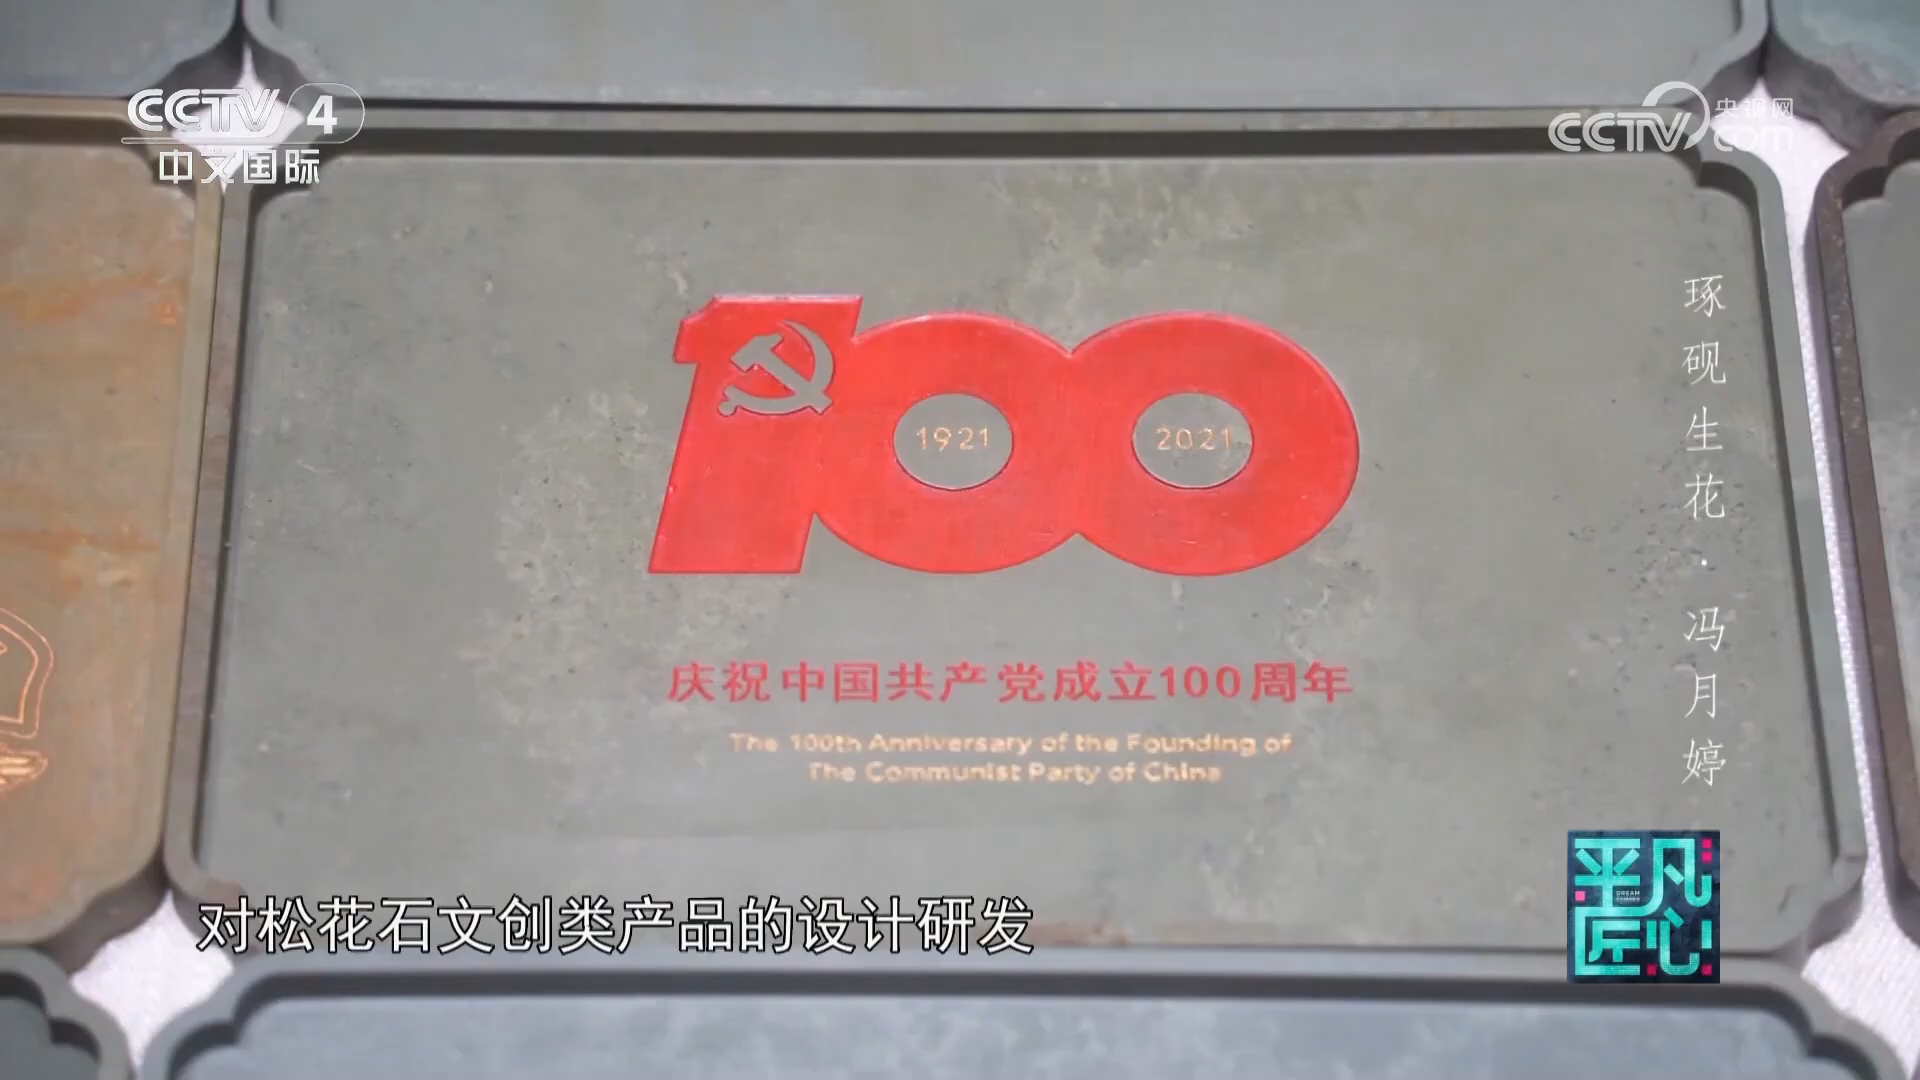 CCTV 4
中文国际
CCTV 央视网
com
1921
2021
庆祝中国共产党成立100周年
The 100th Anniversary of the Founding of
The Communist Party of China
琢砚生花·冯月婷
平凡匠心
对松花石文创类产品的设计研发